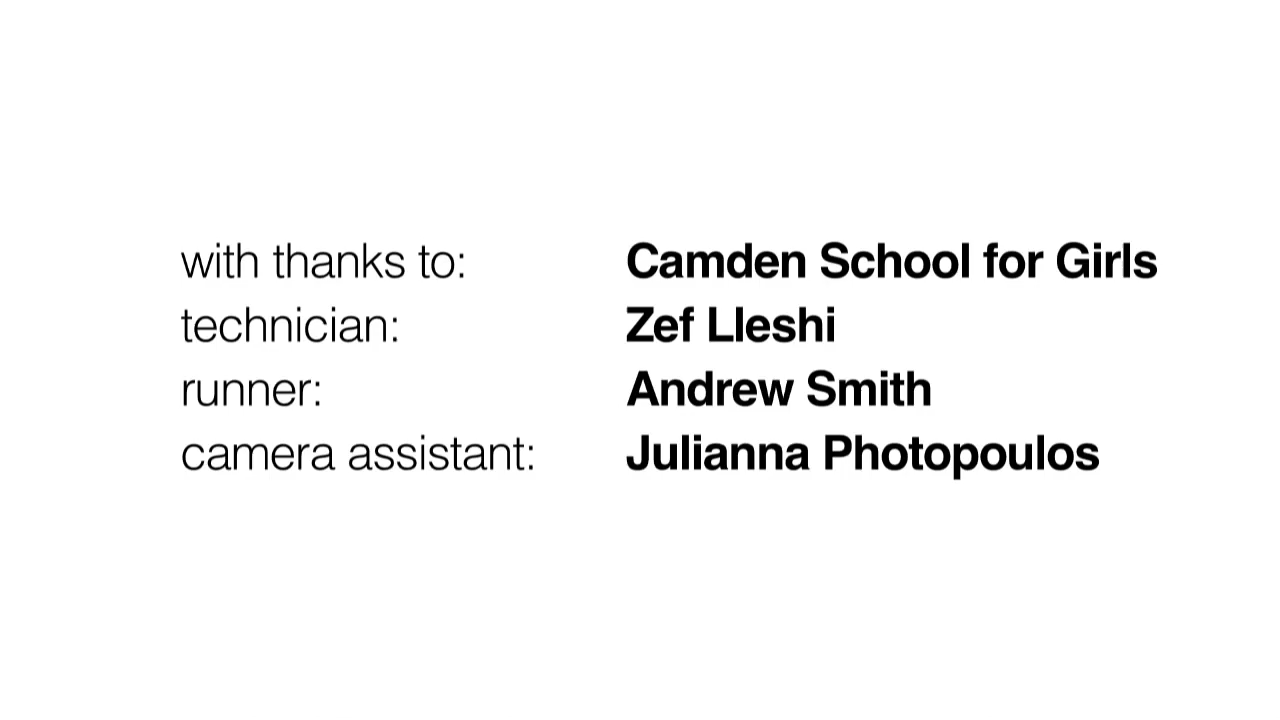 with thanks to: Camden School for Girls
technician: Zef Lleshi
runner: Andrew Smith
camera assistant: Julianna Photopoulos